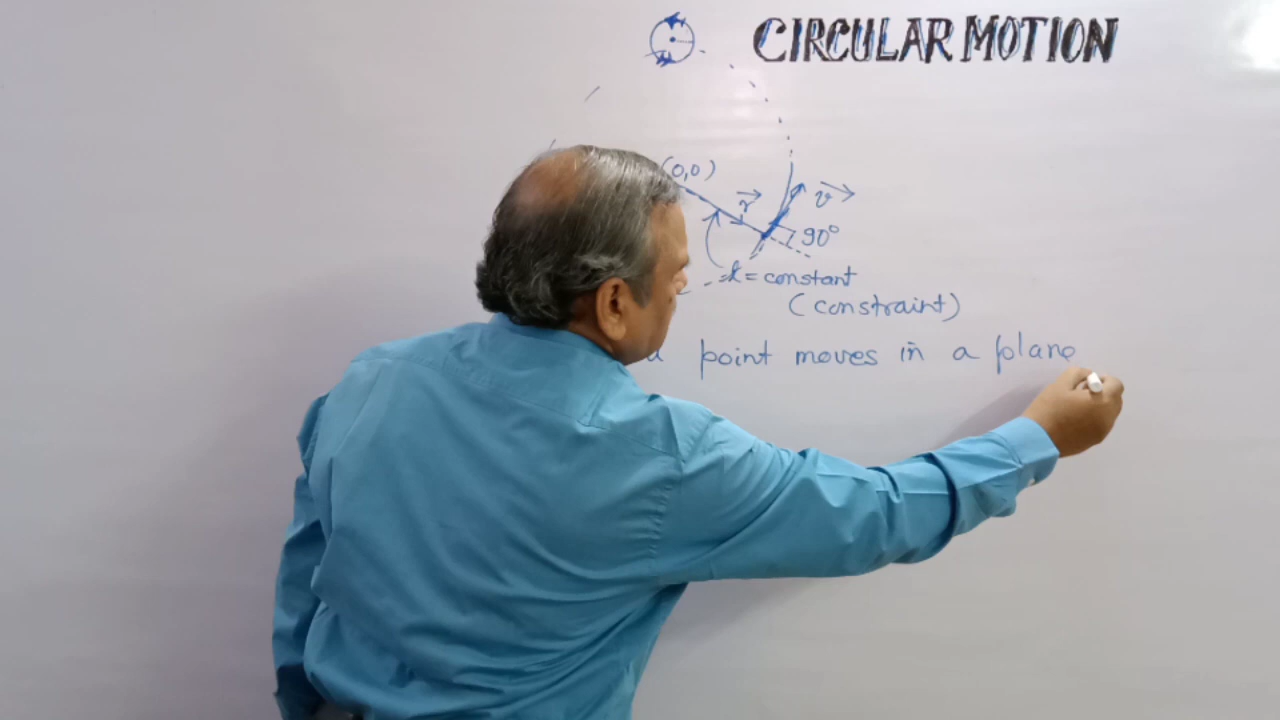 CIRCULAR MOTION
(0,0)
r
v
90°
= constant
(constraint)
a point moves in a plane